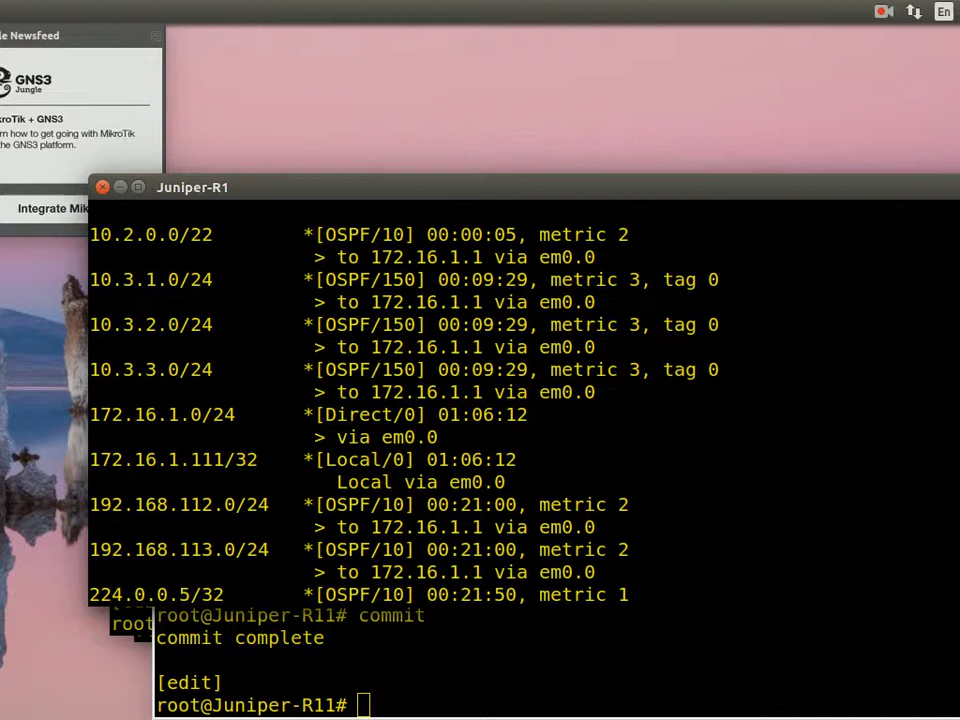 En
le Newsfeed
GNS3
Jungle
kroTik + GNS3
rn how to get going with MikroTik
the GNS3 platform.
Integrate Mik
Juniper-R1
10.2.0.0/22 *[OSPF/10] 00:00:05, metric 2
> to 172.16.1.1 via em0.0
10.3.1.0/24 *[OSPF/150] 00:09:29, metric 3, tag 0
> to 172.16.1.1 via em0.0
10.3.2.0/24 *[OSPF/150] 00:09:29, metric 3, tag 0
> to 172.16.1.1 via em0.0
10.3.3.0/24 *[OSPF/150] 00:09:29, metric 3, tag 0
> to 172.16.1.1 via em0.0
172.16.1.0/24 *[Direct/0] 01:06:12
> via em0.0
172.16.1.111/32 *[Local/0] 01:06:12
Local via em0.0
192.168.112.0/24 *[OSPF/10] 00:21:00, metric 2
> to 172.16.1.1 via em0.0
192.168.113.0/24 *[OSPF/10] 00:21:00, metric 2
> to 172.16.1.1 via em0.0
224.0.0.5/32 *[OSPF/10] 00:21:50, metric 1
root
root@Juniper-R11# commit
commit complete
[edit]
root@Juniper-R11#